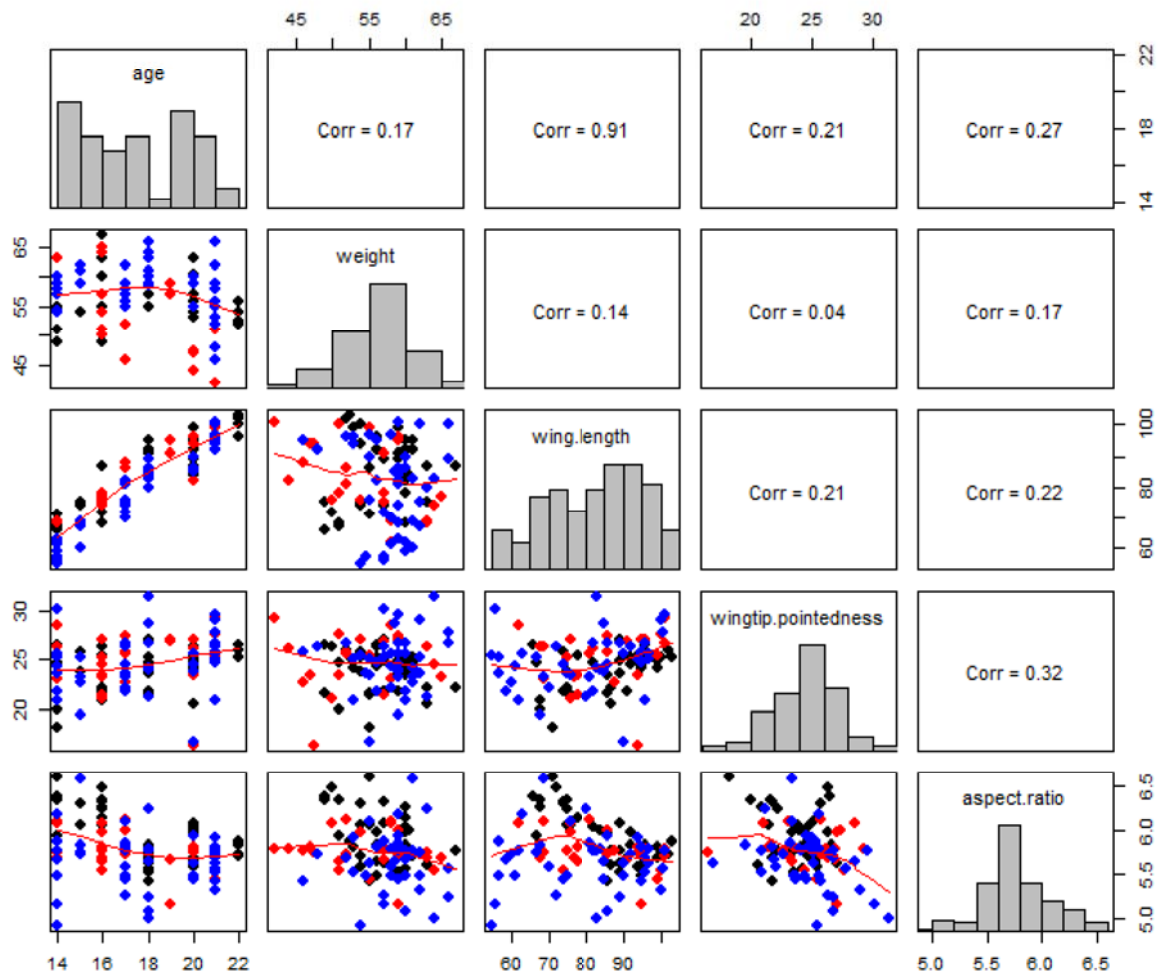 45 55 65
20 25 30
age
Corr = 0.17
Corr = 0.91
Corr = 0.21
Corr = 0.27
14 18 22
45 55 65
weight
Corr = 0.14
Corr = 0.04
Corr = 0.17
wing.length
Corr = 0.21
Corr = 0.22
60 80 100
20 25 30
wingtip.pointedness
Corr = 0.32
aspect.ratio
5.0 5.5 6.0 6.5
14 16 18 20 22
60 70 80 90
5.0 5.5 6.0 6.5